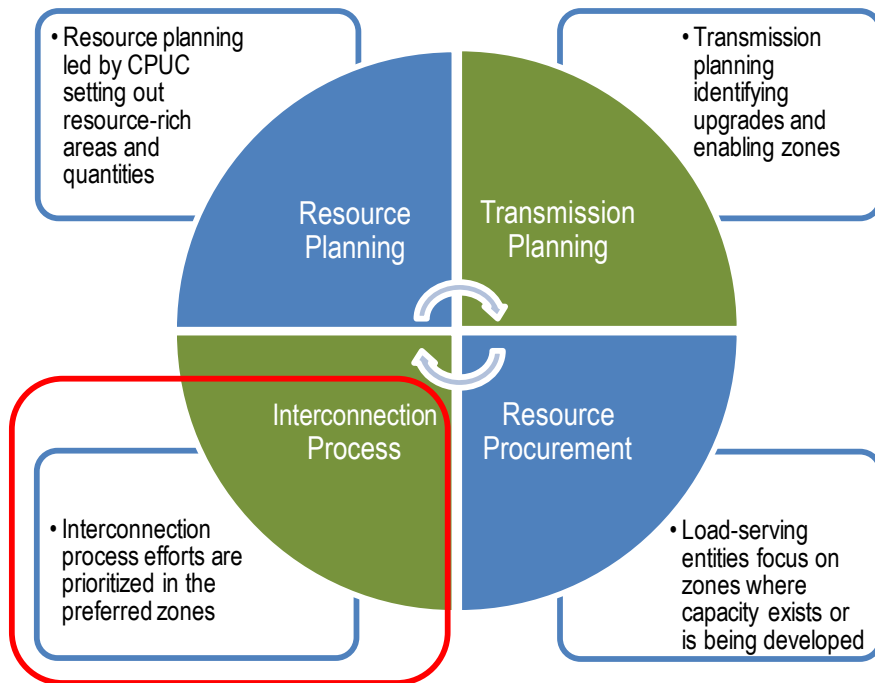 • Resource planning
led by CPUC
setting out
resource-rich
areas and
quantities
• Transmission
planning
identifying
upgrades and
enabling zones
Resource
Planning
Transmission
Planning
Interconnection
Process
Resource
Procurement
• Interconnection
process efforts are
prioritized in the
preferred zones
• Load-serving
entities focus on
zones where
capacity exists or
is being developed